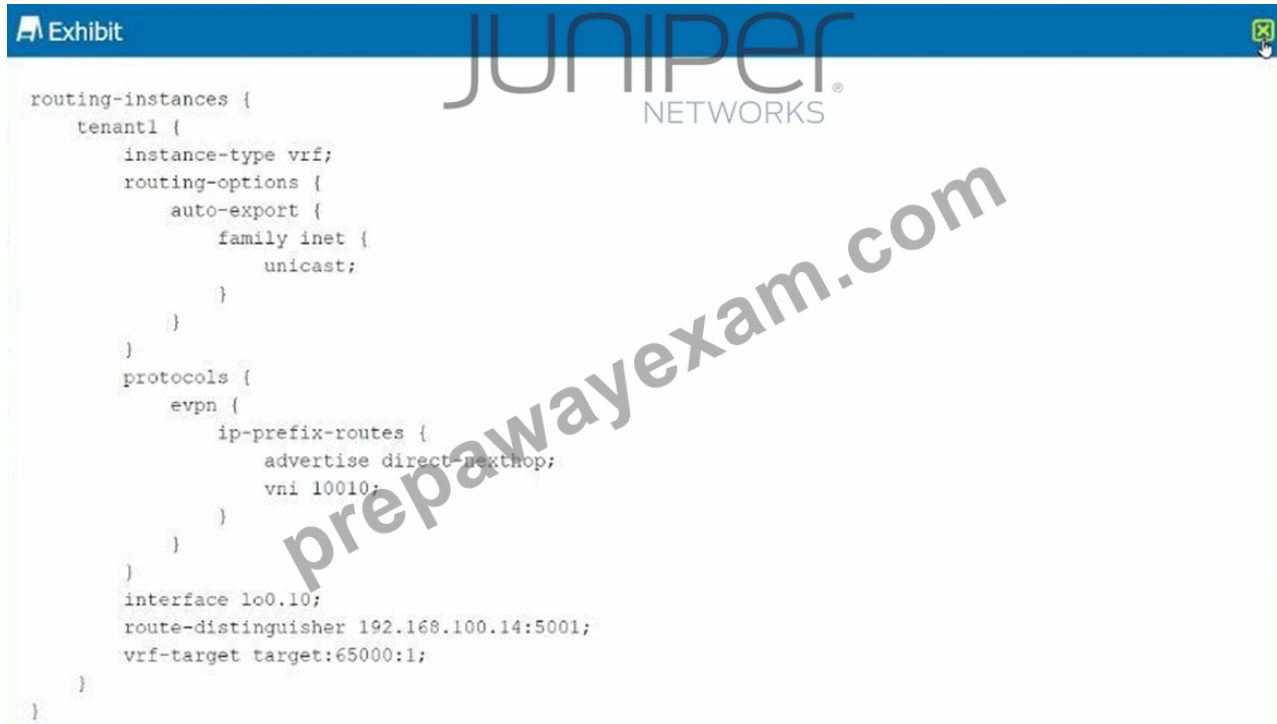 Exhibit
JUNIPEr
NETWORKS
routing-instances {
    tenant1 {
        instance-type vrf;
        routing-options {
            auto-export {
                family inet {
                    unicast;
                }
            }
        }
        protocols {
            evpn {
                ip-prefix-routes {
                    advertise direct-nexthop;
                    vni 10010;
                }
            }
        }
        interface lo0.10;
        route-distinguisher 192.168.100.14:5001;
        vrf-target target:65000:1;
    }
}
prepawayexam.com